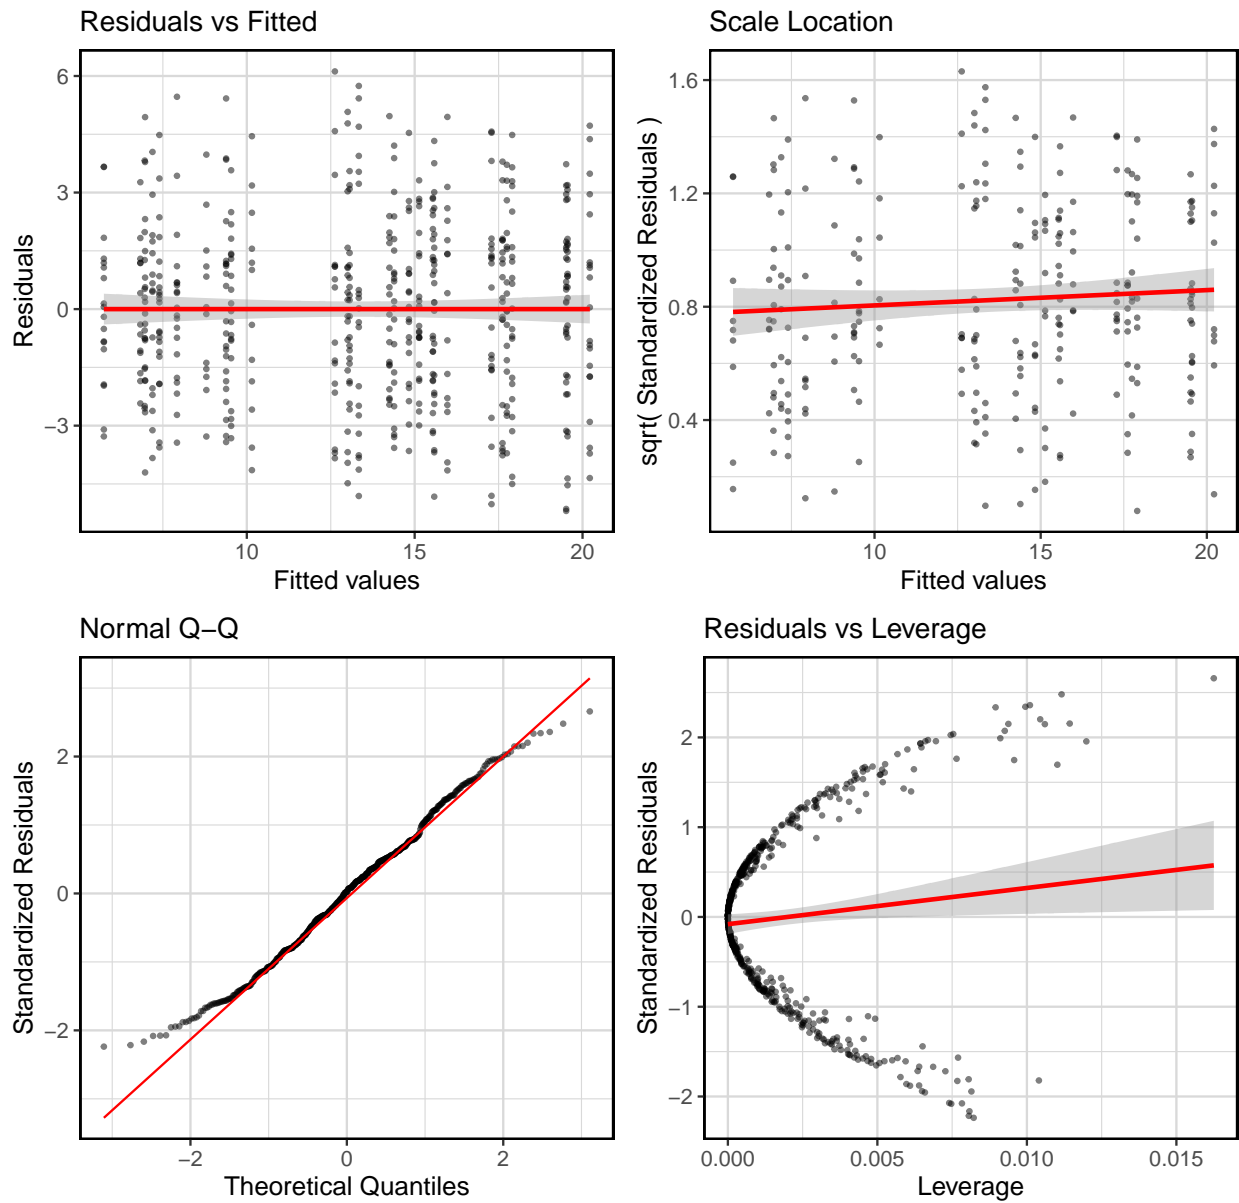 Residuals vs Fitted
6
3
0
−3
Residuals
10
15
20
Fitted values
Scale Location
1.6
1.2
0.8
0.4
sqrt( Standardized Residuals )
10
15
20
Fitted values
Normal Q−Q
2
0
−2
Standardized Residuals
−2
0
2
Theoretical Quantiles
Residuals vs Leverage
2
1
0
−1
−2
Standardized Residuals
0.000
0.005
0.010
0.015
Leverage